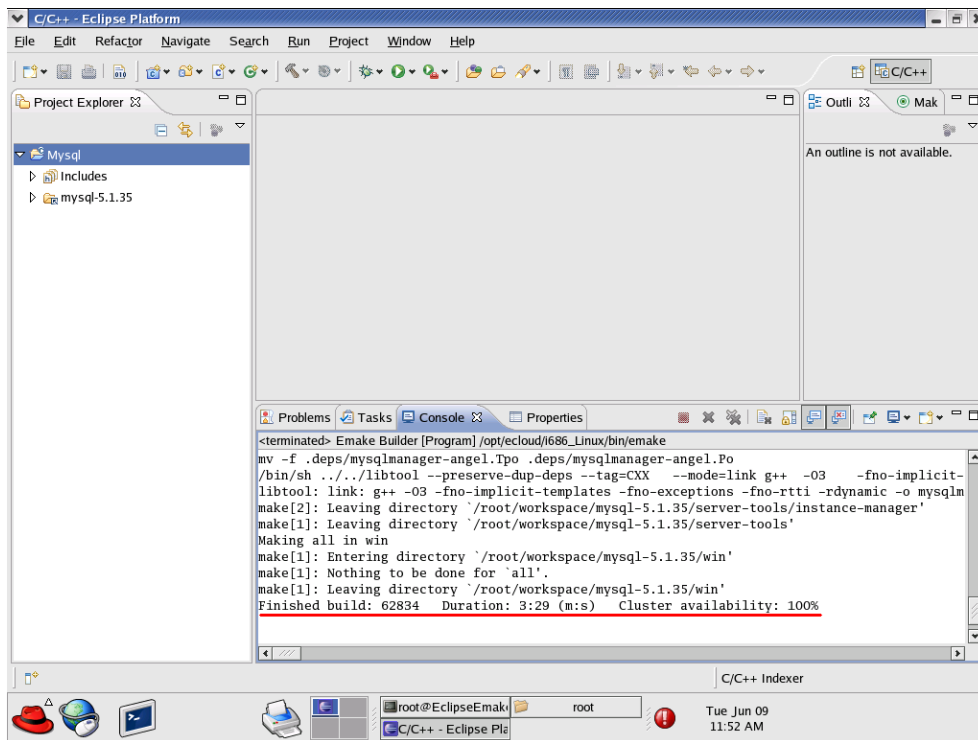 C/C++ - Eclipse Platform
File Edit Refactor Navigate Search Run Project Window Help
C/C++
Project Explorer
Outli
Mak
Mysql
Includes
mysql-5.1.35
An outline is not available.
Problems Tasks Console Properties
<terminated> Emake Builder [Program] /opt/ecloud/i686_Linux/bin/emake
mv -f .deps/mysqlmanager-angel.Tpo .deps/mysqlmanager-angel.Po
/bin/sh ../../libtool --preserve-dup-deps --tag=CXX --mode=link g++ -O3 -fno-implicit-
libtool: link: g++ -O3 -fno-implicit-templates -fno-exceptions -fno-rtti -rdynamic -o mysqlm
make[2]: Leaving directory `/root/workspace/mysql-5.1.35/server-tools/instance-manager'
make[1]: Leaving directory `/root/workspace/mysql-5.1.35/server-tools'
Making all in win
make[1]: Entering directory `/root/workspace/mysql-5.1.35/win'
make[1]: Nothing to be done for `all'.
make[1]: Leaving directory `/root/workspace/mysql-5.1.35/win'
Finished build: 62834 Duration: 3:29 (m:s) Cluster availability: 100%
C/C++ Indexer
root@EclipseEmak
root
C/C++ - Eclipse Pla
Tue Jun 09
11:52 AM